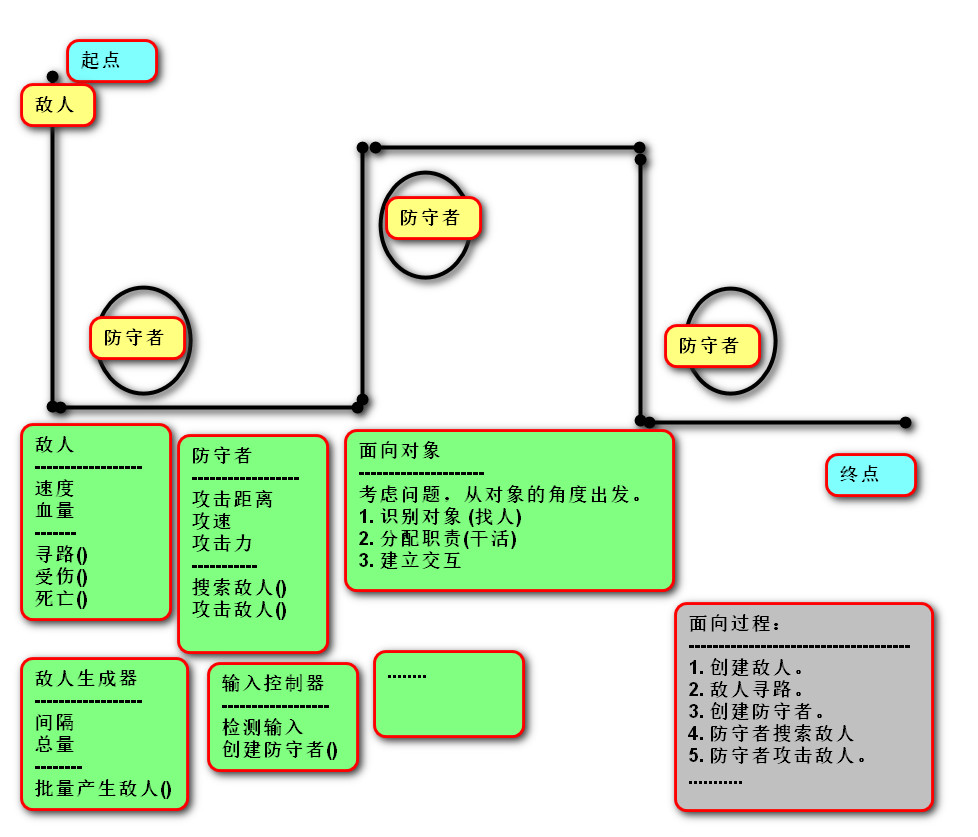 起点
敌人
防守者
防守者
防守者
终点
敌人
------------------
速度
血量
-------
寻路()
受伤()
死亡()
防守者
------------------
攻击距离
攻速
攻击力
-----------
搜索敌人()
攻击敌人()
面向对象
---------------------
考虑问题，从对象的角度出发。
1. 识别对象 (找人)
2. 分配职责(干活)
3. 建立交互
敌人生成器
------------------
间隔
总量
--------
批量产生敌人()
输入控制器
------------------
检测输入
创建防守者()
........
面向过程：
-------------------------------------
1. 创建敌人。
2. 敌人寻路。
3. 创建防守者。
4. 防守者搜索敌人
5. 防守者攻击敌人。
...........